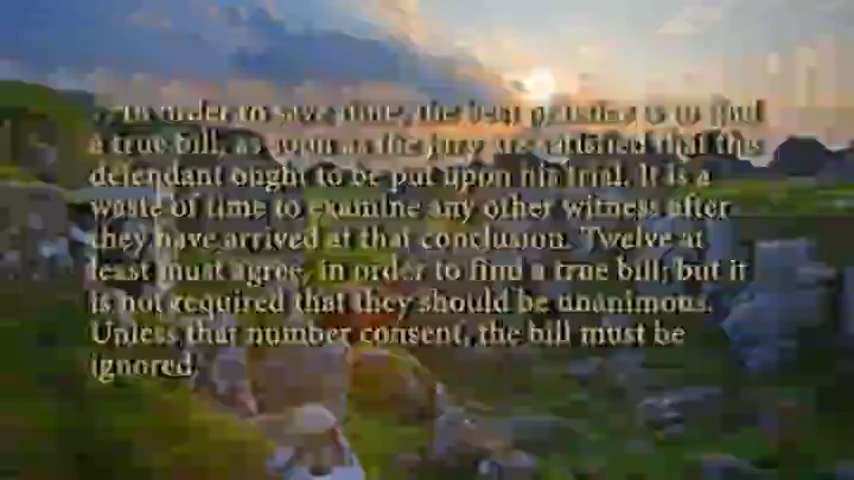 In order to save time, the best practice is to find
a true bill, as soon as the jury are satisfied that the
defendant ought to be put upon his trial. It is a
waste of time to examine any other witness after
they have arrived at that conclusion. Twelve at
least must agree, in order to find a true bill; but it
is not required that they should be unanimous.
Unless that number consent, the bill must be
ignored.